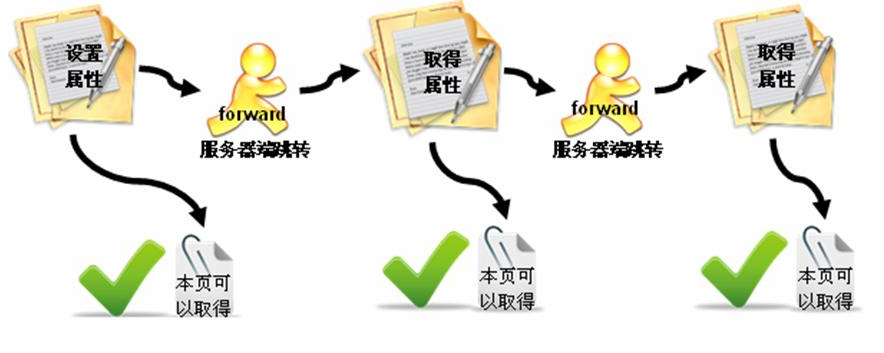 设置
属性
forward
服务器端跳转
取得
属性
forward
服务器端跳转
取得
属性
本页可
以取得
本页可
以取得
本页可
以取得